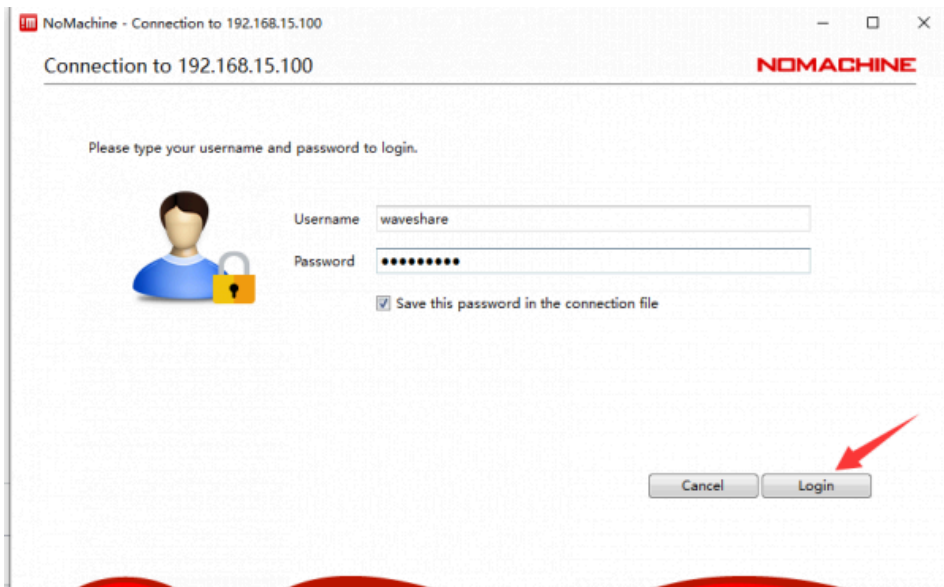 NoMachine - Connection to 192.168.15.100
Connection to 192.168.15.100 NOMACHINE
Please type your username and password to login.
Username waveshare
Password ●●●●●●●●●
Save this password in the connection file
Cancel Login